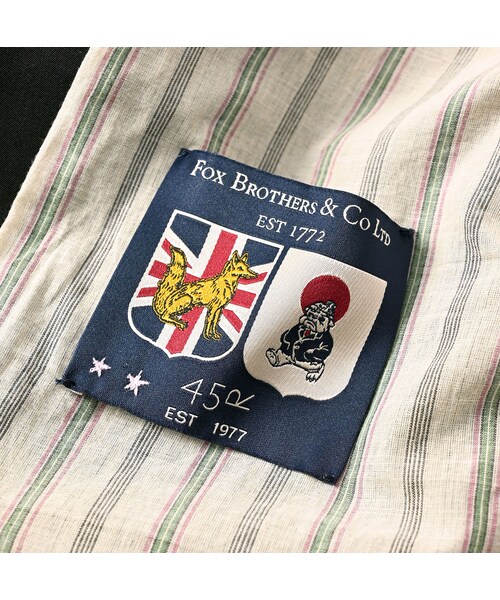 FOX BROTHERS & CO LTD
EST 1772
45R
EST 1977